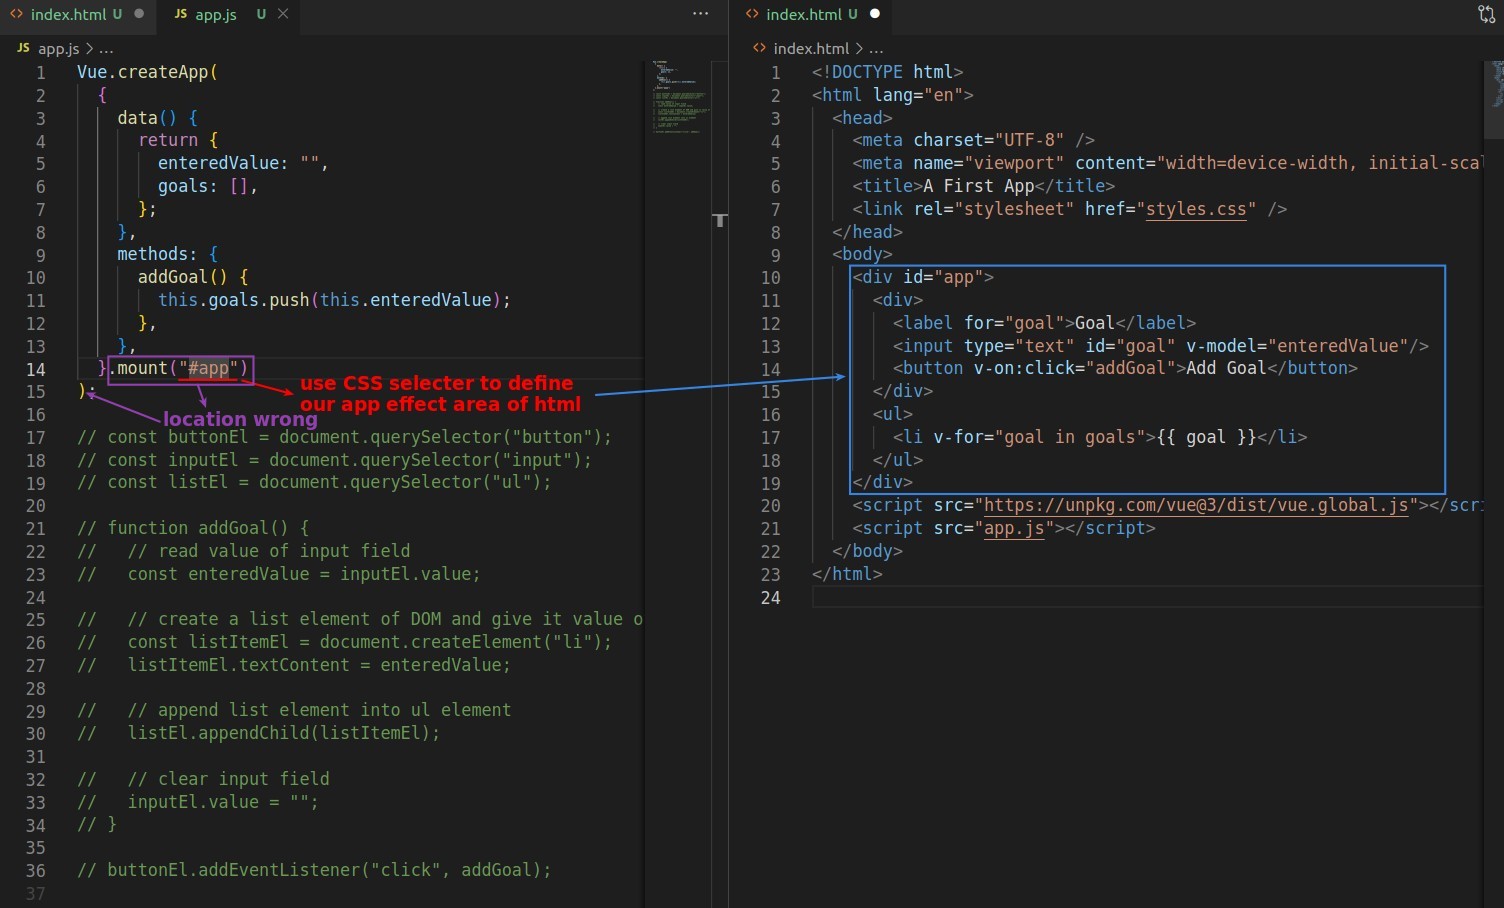 <> index.html U ●
JS app.js U ×
...
JS app.js > ...
1 Vue.createApp(
2 {
3 data() {
4 return {
5 enteredValue: "",
6 goals: [],
7 };
8 },
9 methods: {
10 addGoal() {
11 this.goals.push(this.enteredValue);
12 },
13 },
14 }.mount("#app")
15 );
use CSS selecter to define
our app effect area of html
location wrong
16
17 // const buttonEl = document.querySelector("button");
18 // const inputEl = document.querySelector("input");
19 // const listEl = document.querySelector("ul");
20
21 // function addGoal() {
22 //   // read value of input field
23 //   const enteredValue = inputEl.value;
24
25 //   // create a list element of DOM and give it value o
26 //   const listItemEl = document.createElement("li");
27 //   listItemEl.textContent = enteredValue;
28
29 //   // append list element into ul element
30 //   listEl.appendChild(listItemEl);
31
32 //   // clear input field
33 //   inputEl.value = "";
34 // }
35
36 // buttonEl.addEventListener("click", addGoal);
37
<> index.html U ●
<> index.html > ...
1 <!DOCTYPE html>
2 <html lang="en">
3 <head>
4 <meta charset="UTF-8" />
5 <meta name="viewport" content="width=device-width, initial-scal
6 <title>A First App</title>
7 <link rel="stylesheet" href="styles.css" />
8 </head>
9 <body>
10 <div id="app">
11 <div>
12 <label for="goal">Goal</label>
13 <input type="text" id="goal" v-model="enteredValue"/>
14 <button v-on:click="addGoal">Add Goal</button>
15 </div>
16 <ul>
17 <li v-for="goal in goals">{{ goal }}</li>
18 </ul>
19 </div>
20 <script src="https://unpkg.com/vue@3/dist/vue.global.js"></scri
21 <script src="app.js"></script>
22 </body>
23 </html>
24